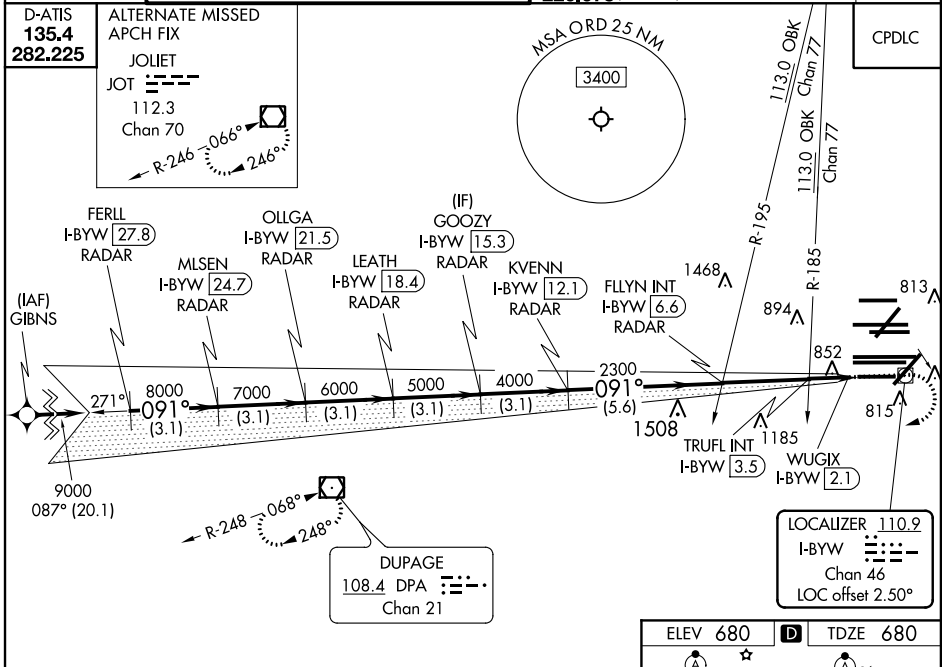 D-ATIS
135.4
282.225
ALTERNATE MISSED
APCH FIX
JOLIET
JOT
112.3
Chan 70
R-246
066°
246°
MSA ORD 25 NM
3400
113.0 OBK
Chan 77
113.0 OBK
Chan 77
CPDLC
R-195
R-185
FERLL
I-BYW 27.8
RADAR
MLSEN
I-BYW 24.7
RADAR
OLLGA
I-BYW 21.5
RADAR
LEATH
I-BYW 18.4
RADAR
(IF)
GOOZY
I-BYW 15.3
RADAR
KVENN
I-BYW 12.1
RADAR
FLLYN INT
I-BYW 6.6
RADAR
1468
894
813
852
(IAF)
GIBNS
271°
8000
091°
(3.1)
7000
(3.1)
6000
(3.1)
5000
(3.1)
4000
(3.1)
2300
091°
(5.6)
1508
1185
815
TRUFL INT
I-BYW 3.5
WUGIX
I-BYW 2.1
9000
087° (20.1)
R-248
068°
248°
DUPAGE
108.4 DPA
Chan 21
LOCALIZER 110.9
I-BYW
Chan 46
LOC offset 2.50°
ELEV 680
D
TDZE 680
A
A